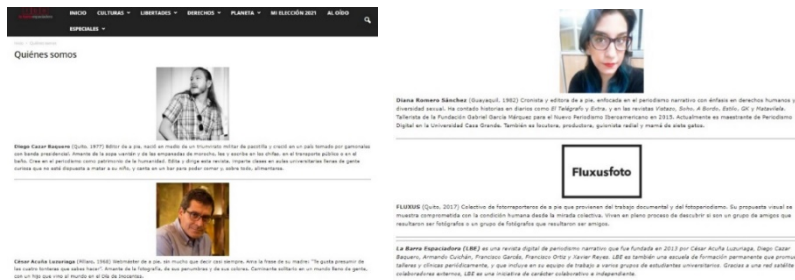 INICIO CULTURAS LIBERTADES DERECHOS PLANETA MI ELECCIÓN 2021 AL OÍDO
ESPECIALES
Quiénes somos
Diego Cazar Baquero (Quito, 1977) Editor de a pie, nació en medio de un triunvirato militar de pacotilla y creció en un país tomado por gamonales
con banda presidencial. Amante de la sopa verde y de las empanadas de morocho, lee y escribe en los chifas, en el transporte público o en el
baño. Cree en el periodismo como patrimonio de la humanidad. Edita y dirige esta revista, imparte clases en aulas universitarias llenas de gente
curiosa que no está dispuesta a matar a su niño, y canta en un bar para poder comer y, sobre todo, alimentarse.
César Acuña Luzuriaga (Alfaro, 1968) Webmáster de a pie, sin mucho que decir casi siempre. Ama la frase de su madre: "Te gusta presumir de
las cuatro tonteras que sabes hacer". Amante de la fotografía, de sus penumbras y de sus colores. Caminante solitario en un mundo lleno de gente,
con un hijo que vino al mundo en el Día de Inocentes.
Diana Romero Sánchez (Guayaquil, 1982) Cronista y editora de a pie, enfocada en el periodismo narrativo con énfasis en derechos humanos y
diversidad sexual. Ha contado historias en diarios como El Telégrafo y Extra, y en las revistas Vistazo, Soho, A Bordo, Estilo, GK y Matavilela.
Tallerista de la Fundación Gabriel García Márquez para el Nuevo Periodismo Iberoamericano en 2015. Actualmente es maestrante de Periodismo
Digital en la Universidad Casa Grande. También es locutora, productora, guionista radial y mamá de siete gatos.
Fluxusfoto
FLUXUS (Quito, 2017) Colectivo de fotorreporteros de a pie que provienen del trabajo documental y del fotoperiodismo. Su propuesta visual se
muestra comprometida con la condición humana desde la mirada colectiva. Viven en pleno proceso de descubrir si son un grupo de amigos que
resultaron ser fotógrafos o un grupo de fotógrafos que resultaron ser amigos.
La Barra Espaciadora (LBE) es una revista digital de periodismo narrativo que fue fundada en 2013 por César Acuña Luzuriaga, Diego Cazar
Baquero, Armando Cuichán, Francisco Garcés, Francisco Ortiz y Xavier Reyes. LBE es también una escuela de formación permanente que promueve
talleres y clínicas periódicamente, y que incluye en su equipo de trabajo a varios grupos de estudiantes universitarios. Gracias a una red satélite
colaboradores externos, LBE es una iniciativa de carácter colaborativo e independiente.